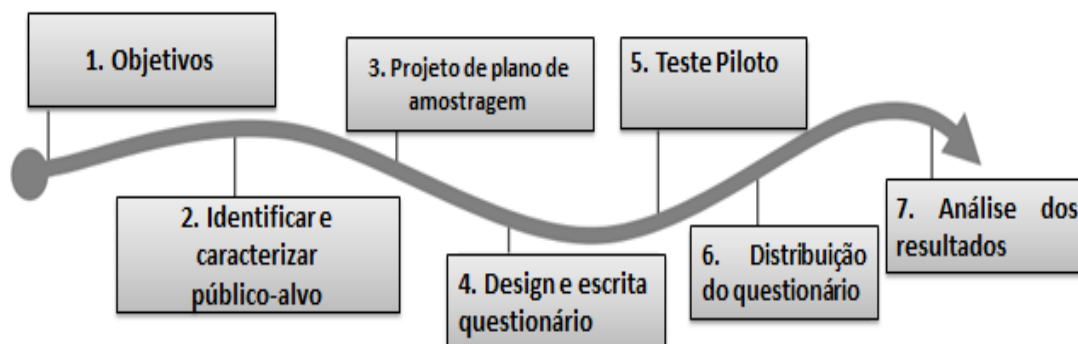 1. Objetivos
2. Identificar e
caracterizar
público-alvo
3. Projeto de plano de
amostragem
4. Design e escrita
questionário
5. Teste Piloto
6. Distribuição
do questionário
7. Análise dos
resultados